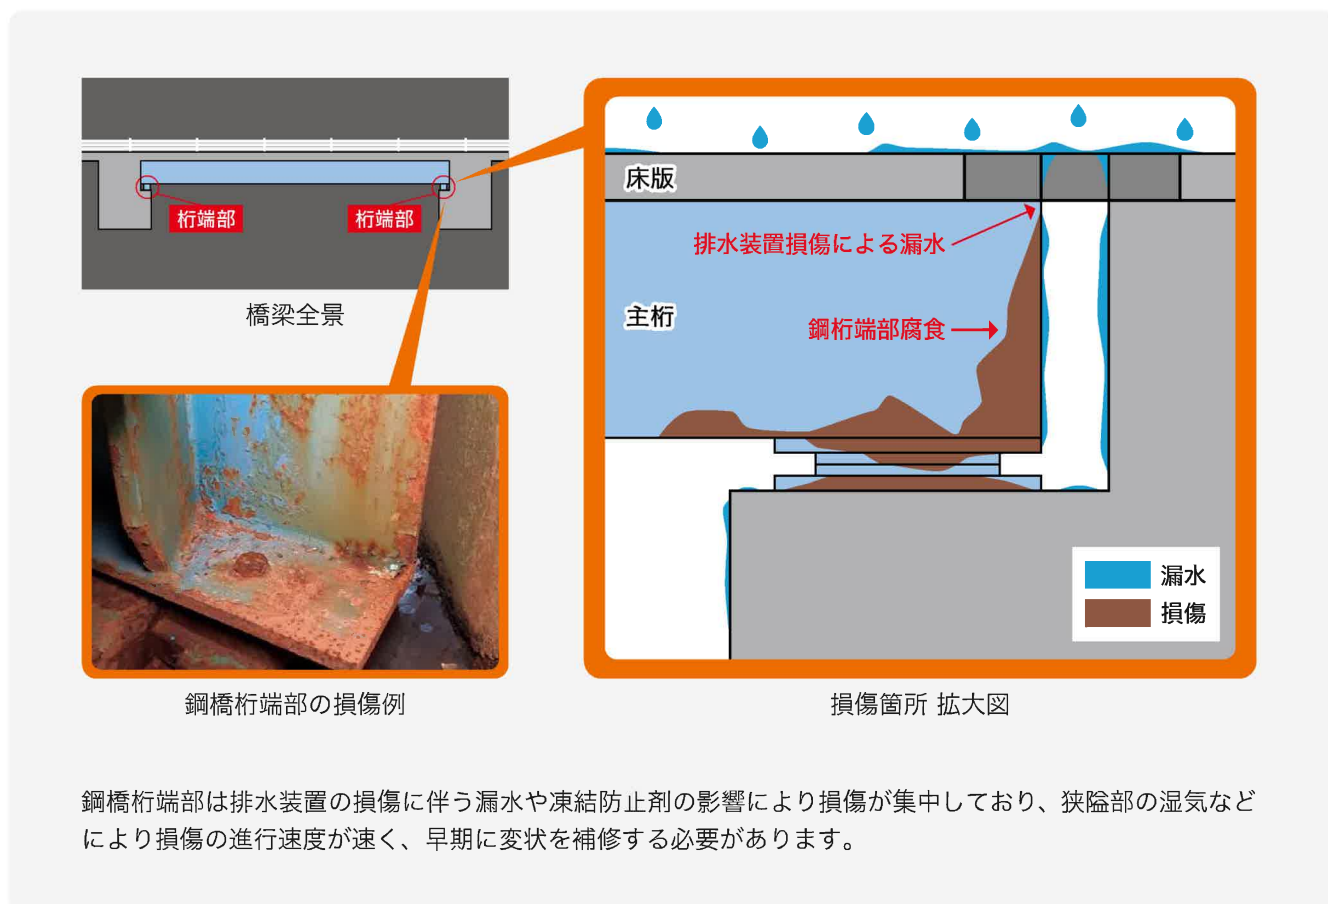 床版
排水装置損傷による漏水
主桁
鋼桁端部腐食
漏水
損傷
桁端部
桁端部
橋梁全景
鋼橋桁端部の損傷例
損傷箇所 拡大図
鋼橋桁端部は排水装置の損傷に伴う漏水や凍結防止剤の影響により損傷が集中しており、狭隘部の湿気など
により損傷の進行速度が速く、早期に変状を補修する必要があります。